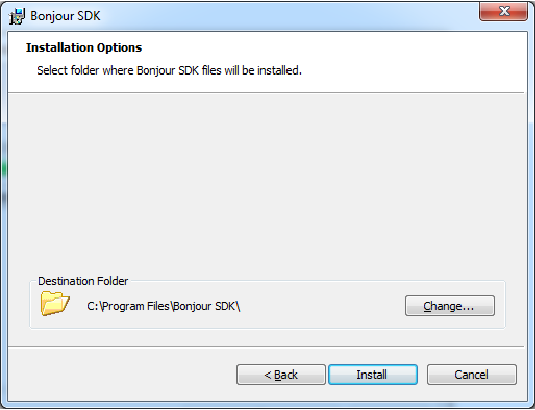 Bonjour SDK
Installation Options
Select folder where Bonjour SDK files will be installed.
Destination Folder
C:\Program Files\Bonjour SDK\
Change...
< Back
Install
Cancel